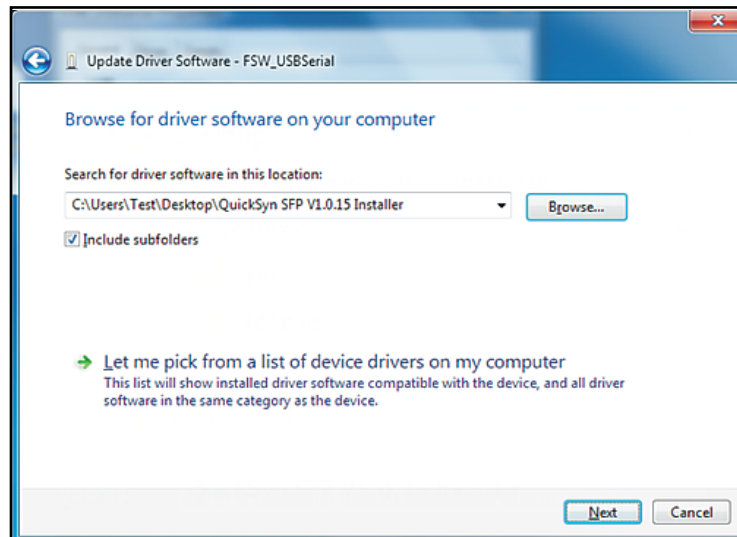 Update Driver Software - FSW_USBSerial
Browse for driver software on your computer
Search for driver software in this location:
C:\Users\Test\Desktop\QuickSyn SFP V1.0.15 Installer
Browse...
Include subfolders
Let me pick from a list of device drivers on my computer
This list will show installed driver software compatible with the device, and all driver
software in the same category as the device.
Next
Cancel